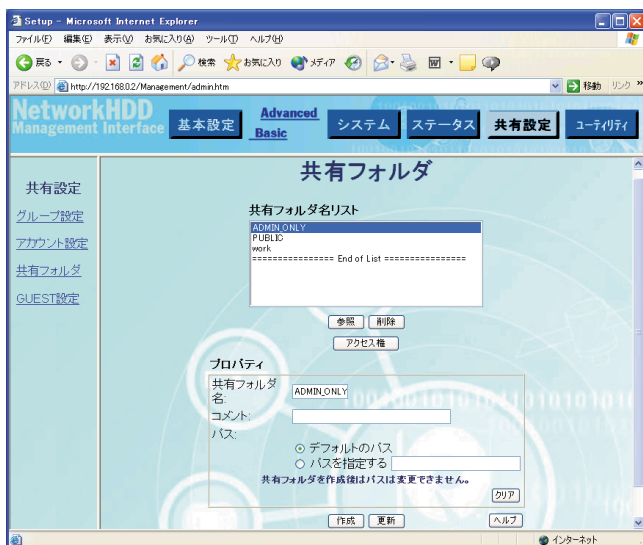 Setup - Microsoft Internet Explorer
ファイル(F) 編集(E) 表示(V) お気に入り(A) ツール(T) ヘルプ(H)
戻る 検索 お気に入り メディア
アドレス(D) http://192.168.0.2/Management/admin.htm 移動 リンク »
NetworkHDD
Management Interface
基本設定
Advanced
Basic
システム
ステータス
共有設定
ユーティリティ
共有設定
グループ設定
アカウント設定
共有フォルダ
GUEST設定
共有フォルダ
共有フォルダ名リスト
ADMIN_ONLY
PUBLIC
work
================ End of List ================
参照 削除
アクセス権
プロパティ
共有フォルダ名: ADMIN_ONLY
コメント:
パス:
デフォルトのパス
パスを指定する
共有フォルダを作成後はパスは変更できません。
クリア
作成 更新 ヘルプ
インターネット